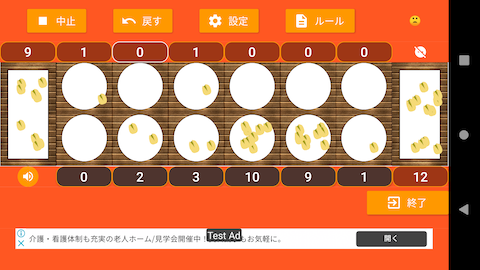 中止 戻す 設定 ルール
9 1 0 1 0 0 0
0 2 3 10 9 1 12
終了
介護・看護体制も充実の老人ホーム/見学会開催中！ Test Ad もお気軽に。 開く